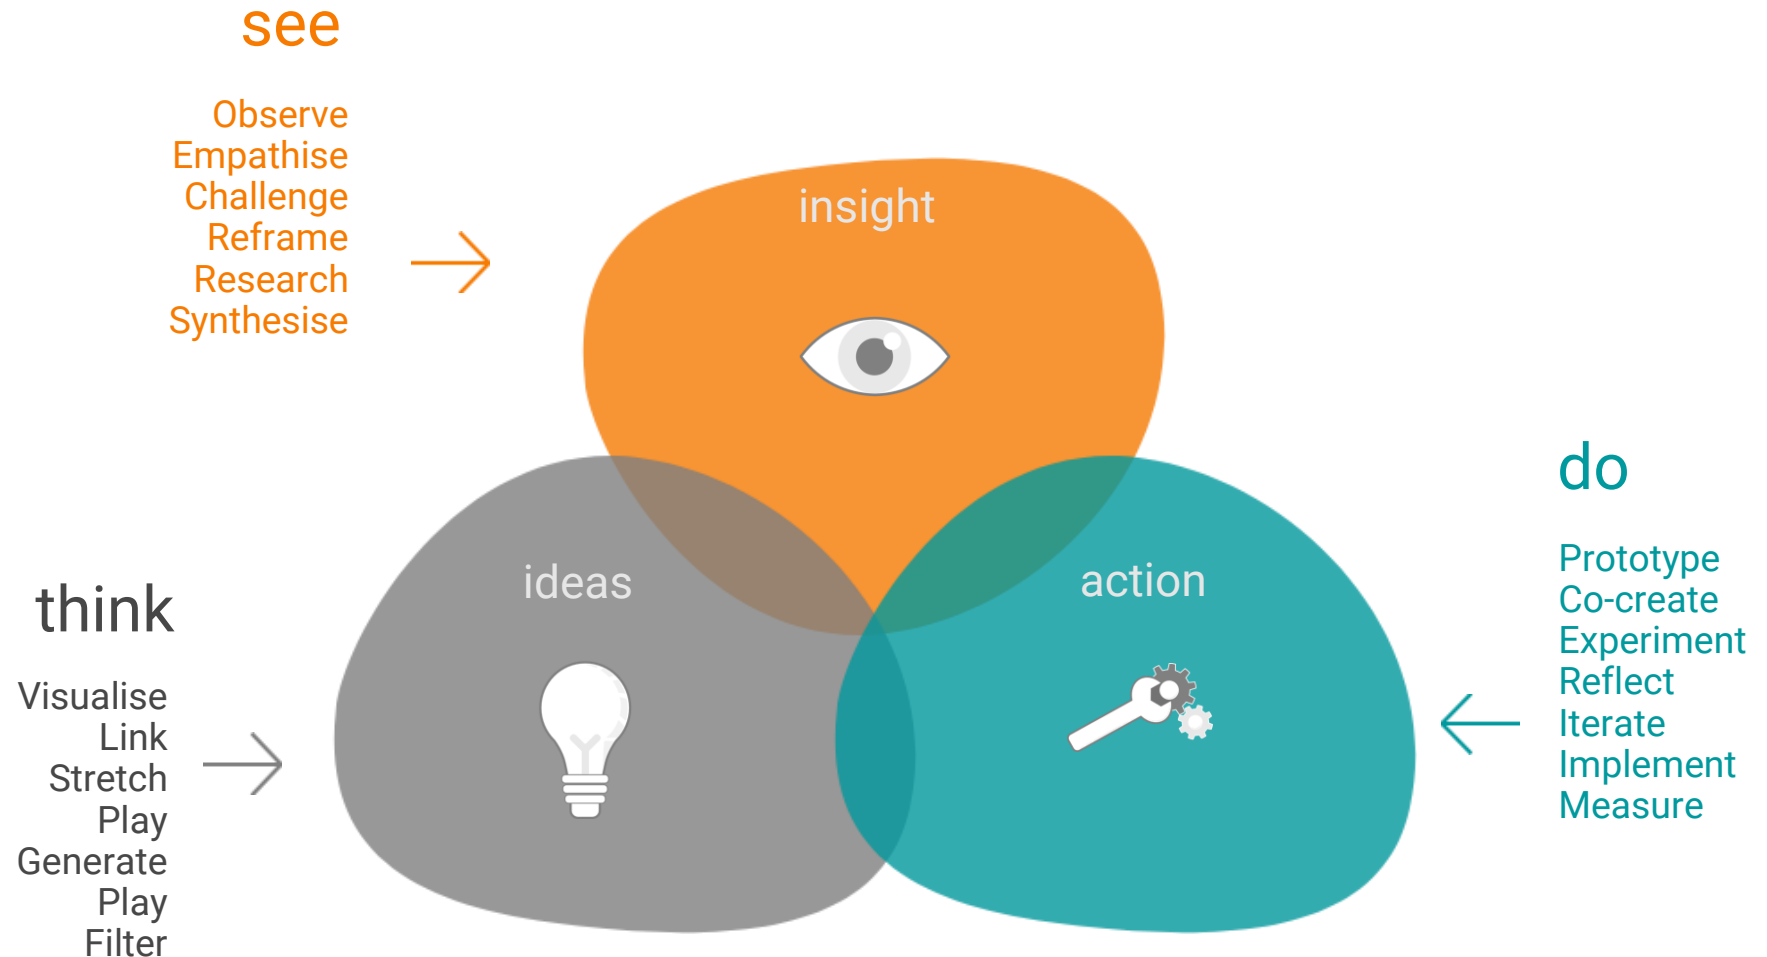 see
Observe
Empathise
Challenge
Reframe
Research
Synthesise
insight
ideas
action
think
Visualise
Link
Stretch
Play
Generate
Play
Filter
do
Prototype
Co-create
Experiment
Reflect
Iterate
Implement
Measure